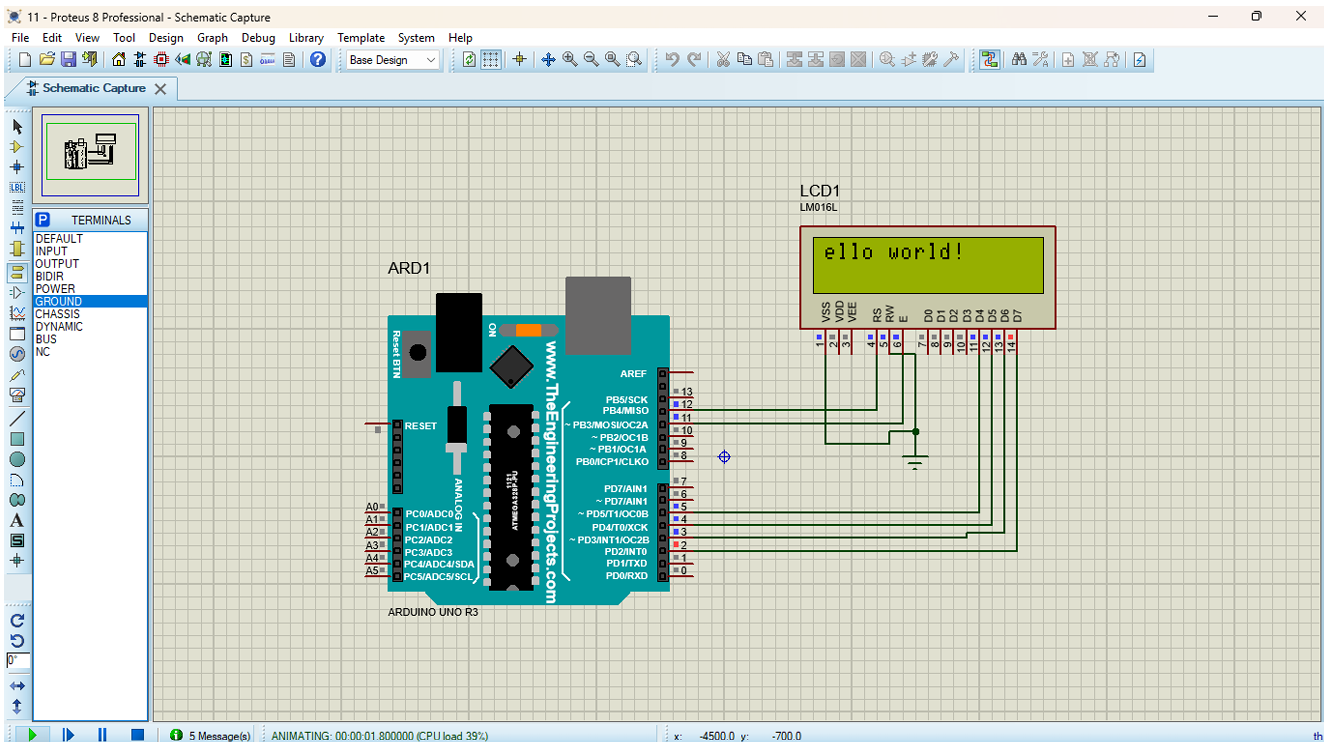 11 - Proteus 8 Professional - Schematic Capture
File Edit View Tool Design Graph Debug Library Template System Help
Base Design
Schematic Capture
P TERMINALS
DEFAULT
INPUT
OUTPUT
BIDIR
POWER
GROUND
CHASSIS
DYNAMIC
BUS
NC
LBL
A
S
0°
LCD1
LM016L
ello world!
VSS VDD VEE RS RW E D0 D1 D2 D3 D4 D5 D6 D7
1 2 3 4 5 6 7 8 9 10 11 12 13 14
ARD1
Reset BTN
ON
www.TheEngineeringProjects.com
1121
ATMEGA328P-PU
ANALOG IN
RESET
AREF
PB5/SCK 13
PB4/MISO 12
~ PB3/MOSI/OC2A 11
~ PB2/OC1B 10
~ PB1/OC1A 9
PB0/ICP1/CLKO 8
PD7/AIN1 7
~ PD7/AIN1 6
~ PD5/T1/OC0B 5
PD4/T0/XCK 4
~ PD3/INT1/OC2B 3
PD2/INT0 2
PD1/TXD 1
PD0/RXD 0
A0 PC0/ADC0
A1 PC1/ADC1
A2 PC2/ADC2
A3 PC3/ADC3
A4 PC4/ADC4/SDA
A5 PC5/ADC5/SCL
ARDUINO UNO R3
5 Message(s) ANIMATING: 00:00:01.800000 (CPU load 39%) x: -4500.0 y: -700.0 th